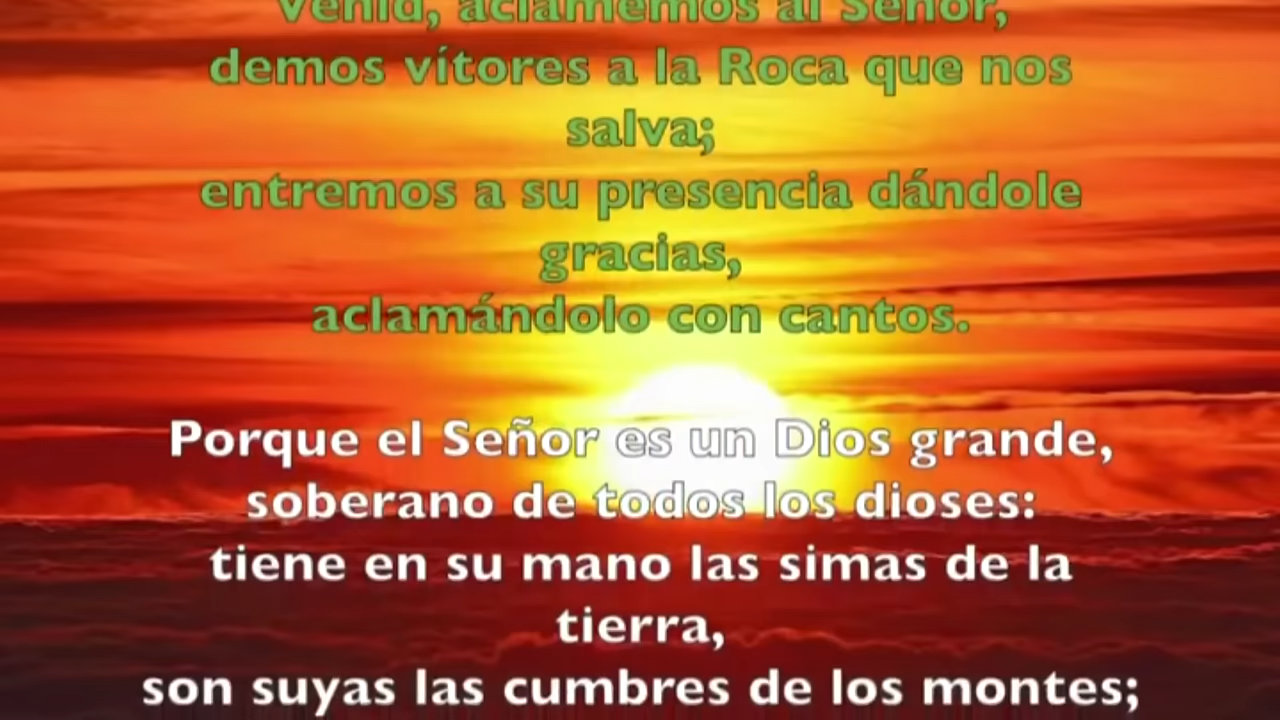 Venid, aclamemos al Señor,
demos vítores a la Roca que nos
salva;
entremos a su presencia dándole
gracias,
aclamándolo con cantos.
Porque el Señor es un Dios grande,
soberano de todos los dioses:
tiene en su mano las simas de la
tierra,
son suyas las cumbres de los montes;